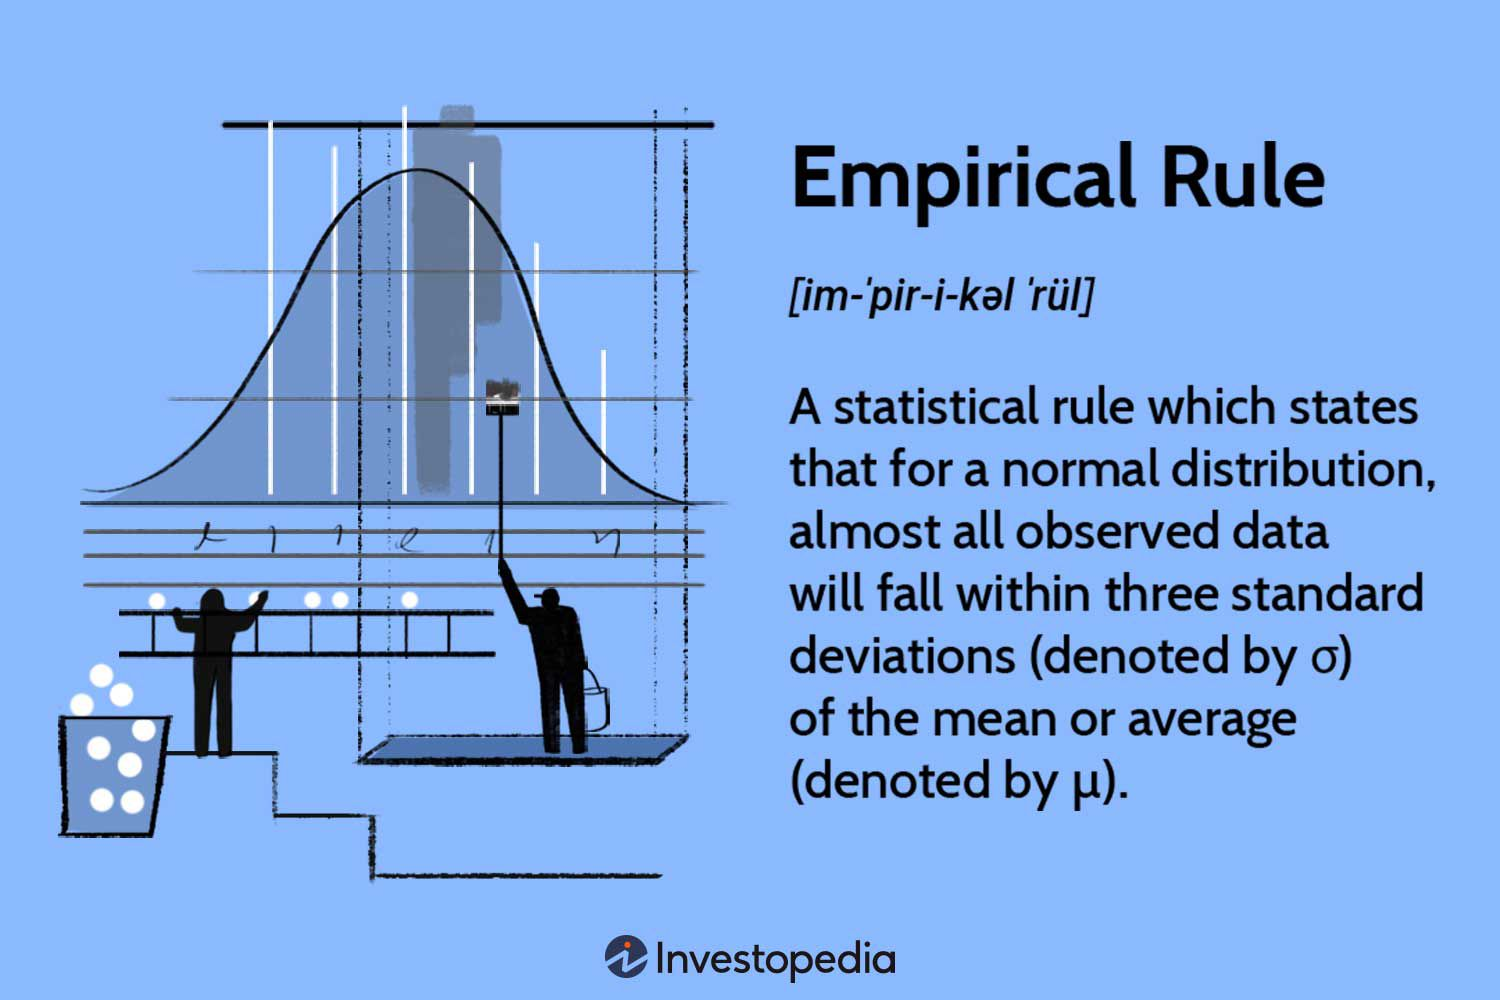 Empirical Rule
[im-ˈpir-i-kəl ˈrül]
A statistical rule which states
that for a normal distribution,
almost all observed data
will fall within three standard
deviations (denoted by σ)
of the mean or average
(denoted by μ).
Investopedia